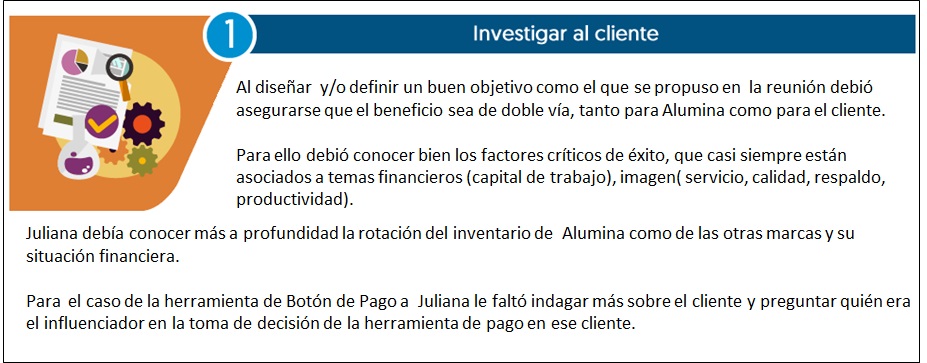 1
Investigar al cliente
Al diseñar y/o definir un buen objetivo como el que se propuso en la reunión debió
asegurarse que el beneficio sea de doble vía, tanto para Alumina como para el cliente.
Para ello debió conocer bien los factores críticos de éxito, que casi siempre están
asociados a temas financieros (capital de trabajo), imagen( servicio, calidad, respaldo,
productividad).
Juliana debía conocer más a profundidad la rotación del inventario de Alumina como de las otras marcas y su
situación financiera.
Para el caso de la herramienta de Botón de Pago a Juliana le faltó indagar más sobre el cliente y preguntar quién era
el influenciador en la toma de decisión de la herramienta de pago en ese cliente.